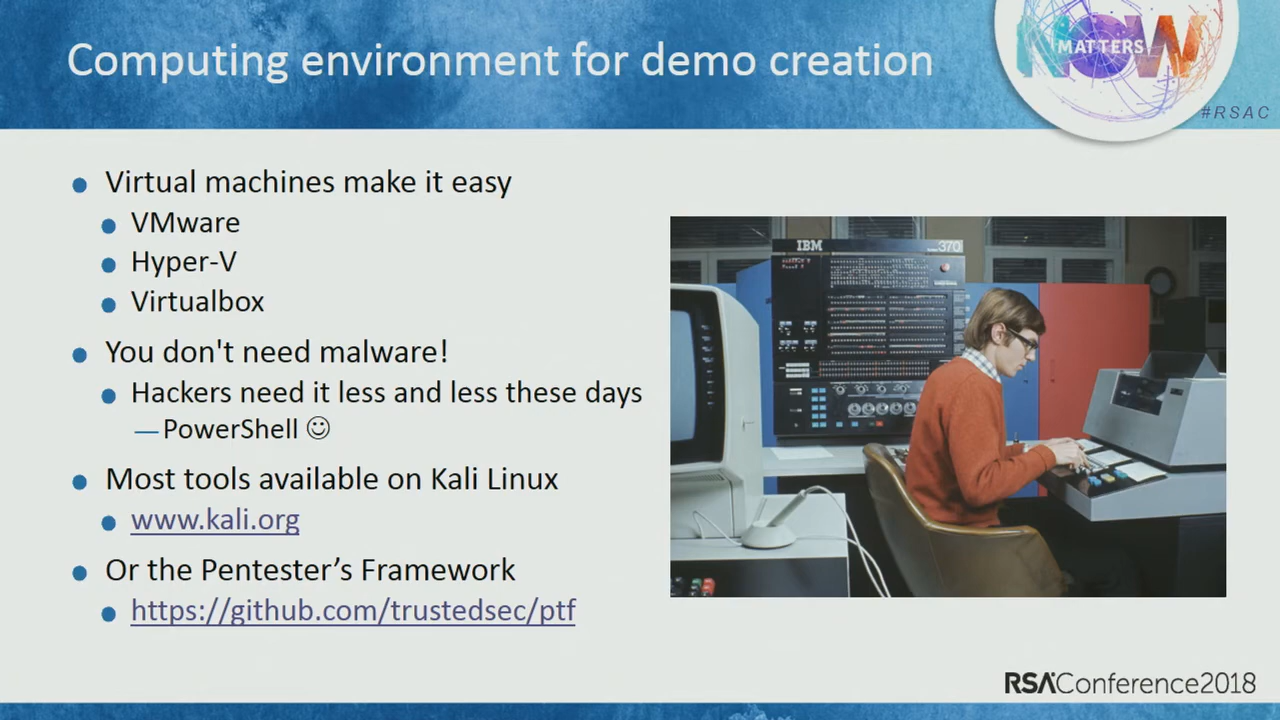 Computing environment for demo creation
NOW
MATTERS
#RSAC
Virtual machines make it easy
VMware
Hyper-V
Virtualbox
You don't need malware!
Hackers need it less and less these days
—PowerShell ☺
Most tools available on Kali Linux
www.kali.org
Or the Pentester’s Framework
https://github.com/trustedsec/ptf
IBM
370
RSAConference2018